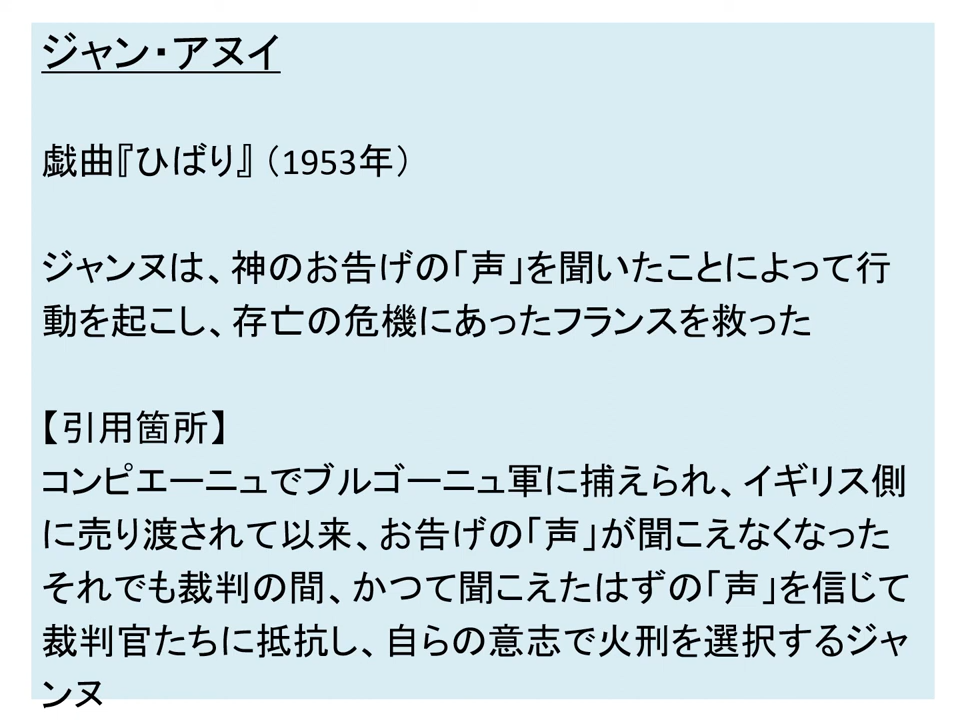 ジャン・アヌイ
戯曲『ひばり』（1953年）
ジャンヌは、神のお告げの「声」を聞いたことによって行
動を起こし、存亡の危機にあったフランスを救った
【引用箇所】
コンピエーニュでブルゴーニュ軍に捕えられ、イギリス側
に売り渡されて以来、お告げの「声」が聞こえなくなった
それでも裁判の間、かつて聞こえたはずの「声」を信じて
裁判官たちに抵抗し、自らの意志で火刑を選択するジャ
ンヌ